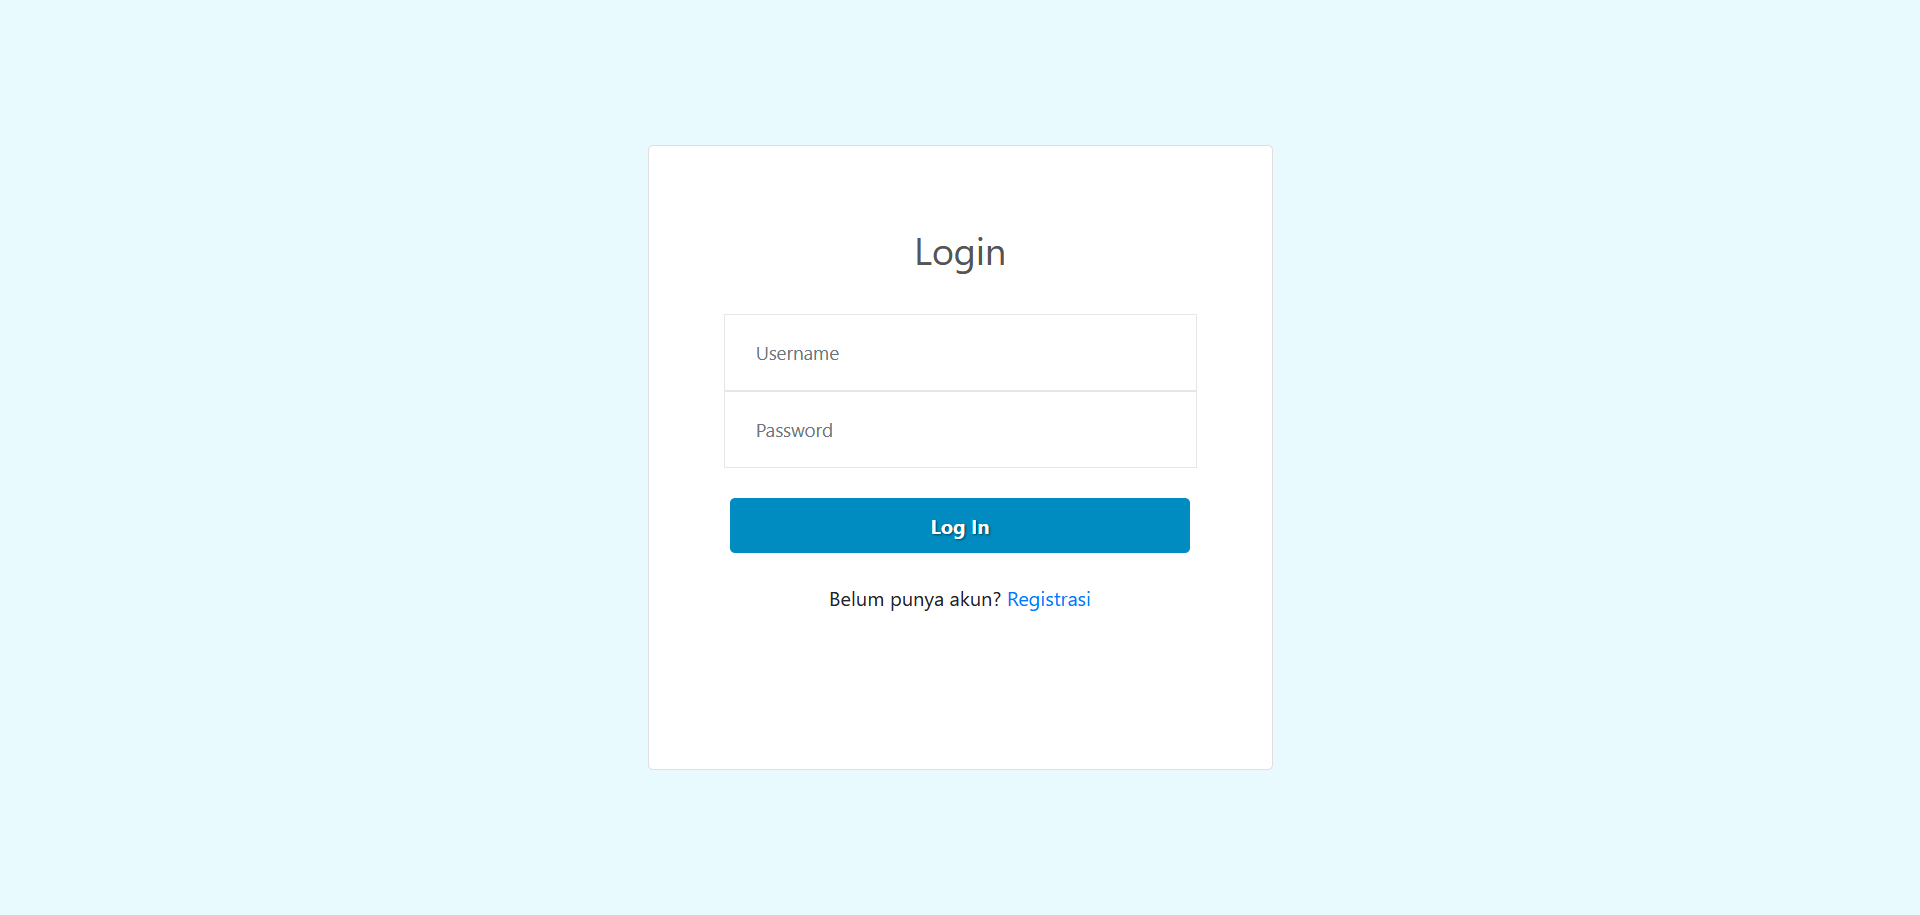 Login
Username
Password
Log In
Belum punya akun? Registrasi